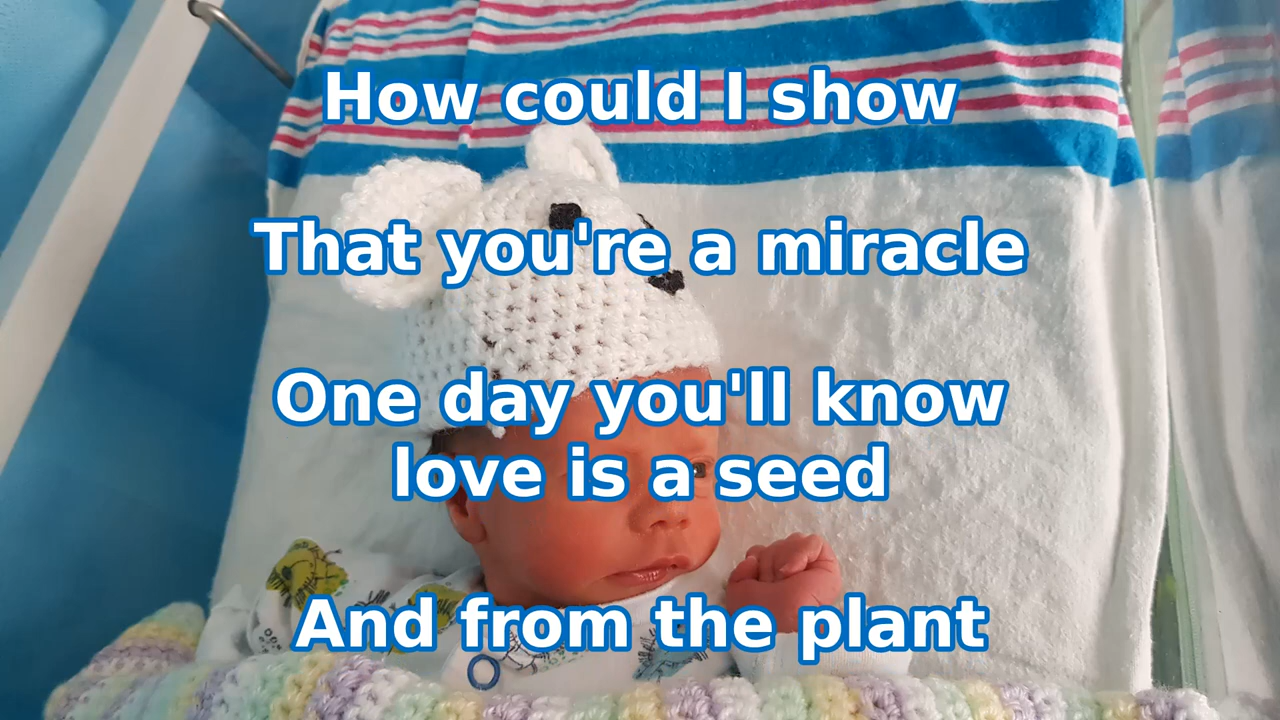 How could I show
That you're a miracle
One day you'll know
love is a seed
And from the plant